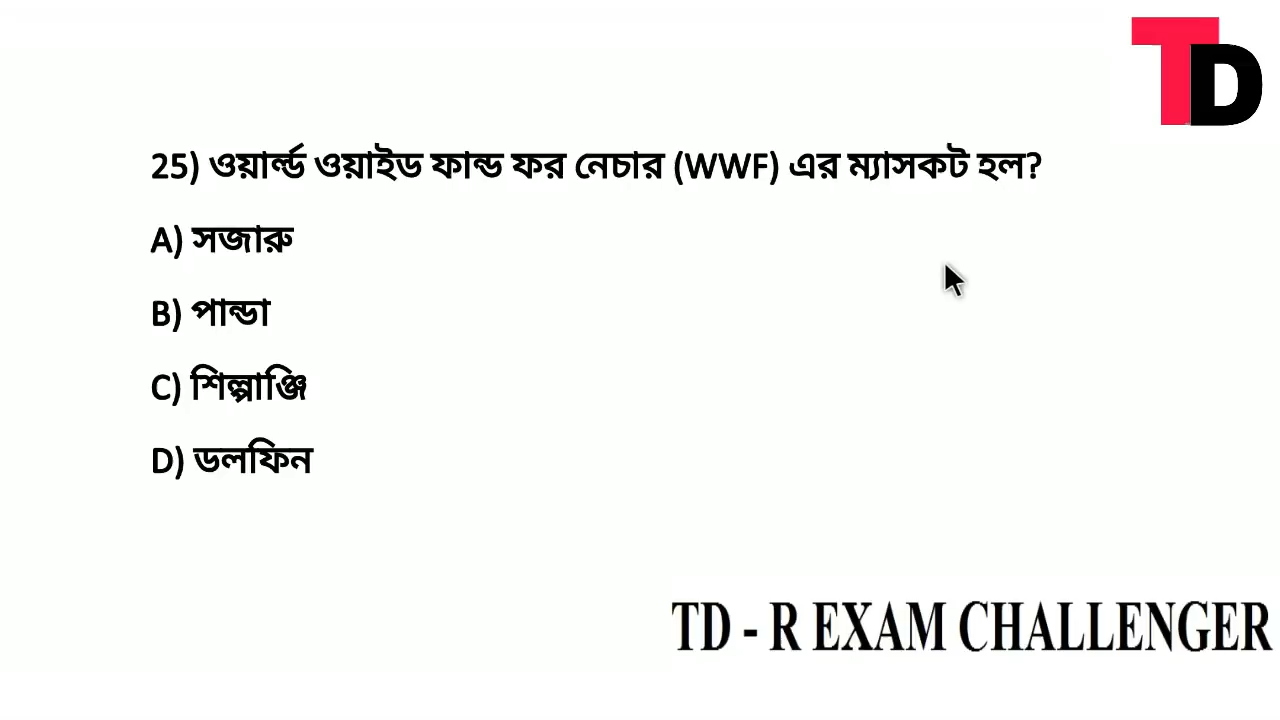 TD
25) ওয়ার্ল্ড ওয়াইড ফান্ড ফর নেচার (WWF) এর ম্যাসকট হল?
A) সজারু
B) পান্ডা
C) শিল্পাঞ্জি
D) ডলফিন
TD - R EXAM CHALLENGER